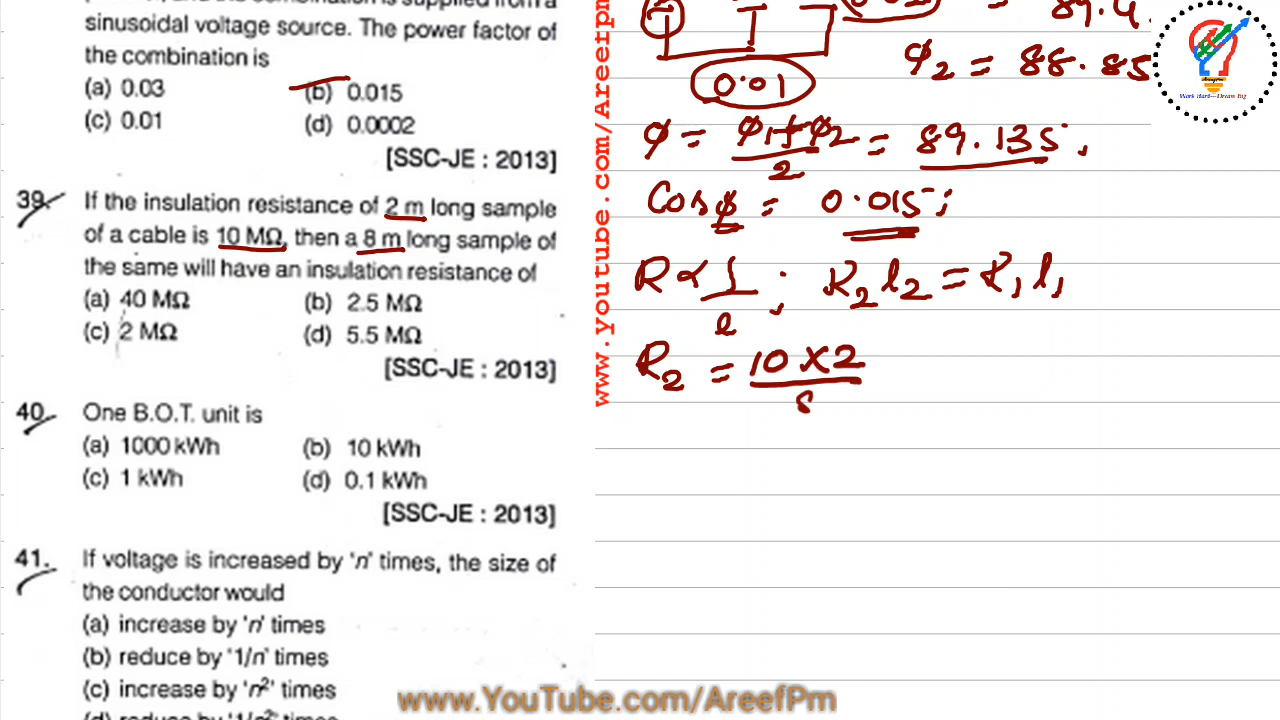 sinusoidal voltage source. The power factor of
the combination is
(a) 0.03 (b) 0.015
(c) 0.01 (d) 0.0002
[SSC-JE : 2013]
39. If the insulation resistance of 2 m long sample
of a cable is 10 MΩ, then a 8 m long sample of
the same will have an insulation resistance of
(a) 40 MΩ (b) 2.5 MΩ
(c) 2 MΩ (d) 5.5 MΩ
[SSC-JE : 2013]
40. One B.O.T. unit is
(a) 1000 kWh (b) 10 kWh
(c) 1 kWh (d) 0.1 kWh
[SSC-JE : 2013]
41. If voltage is increased by 'n' times, the size of
the conductor would
(a) increase by 'n' times
(b) reduce by '1/n' times
(c) increase by 'n²' times
www.youtube.com/Areerpm
0.01
φ₂ = 88.85
φ = φ₁+φ₂/2 = 89.135;
Cosφ = 0.015;
R ∝ 1/l ; R₂ l₂ = R₁ l₁
R₂ = 10 × 2/8
Work Hard---Dream Big
www.YouTube.com/AreefPm